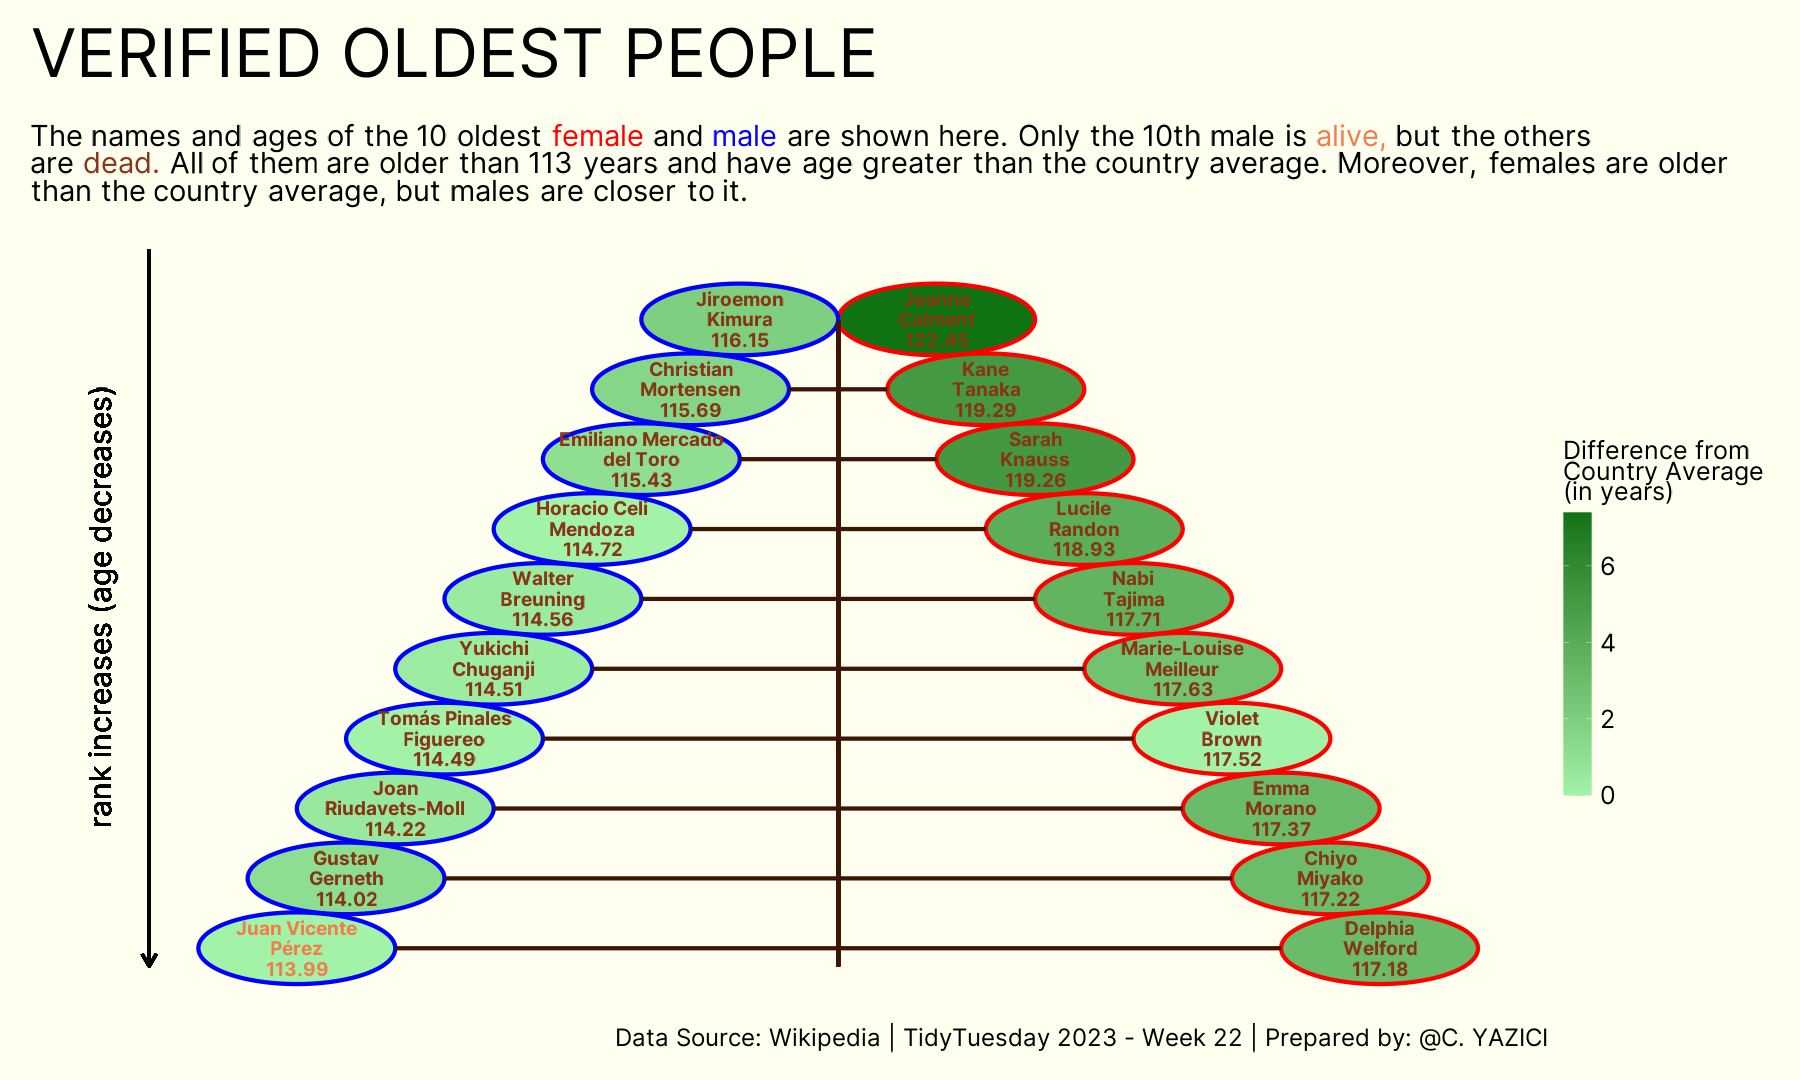 VERIFIED OLDEST PEOPLE
The names and ages of the 10 oldest female and male are shown here. Only the 10th male is alive, but the others
are dead. All of them are older than 113 years and have age greater than the country average. Moreover, females are older
than the country average, but males are closer to it.
rank increases (age decreases)
Jiroemon
Kimura
116.15
Jeanne
Calment
122.45
Christian
Mortensen
115.69
Kane
Tanaka
119.29
Emiliano Mercado
del Toro
115.43
Sarah
Knauss
119.26
Horacio Celi
Mendoza
114.72
Lucile
Randon
118.93
Walter
Breuning
114.56
Nabi
Tajima
117.71
Yukichi
Chuganji
114.51
Marie-Louise
Meilleur
117.63
Tomás Pinales
Figuereo
114.49
Violet
Brown
117.52
Joan
Riudavets-Moll
114.22
Emma
Morano
117.37
Gustav
Gerneth
114.02
Chiyo
Miyako
117.22
Juan Vicente
Pérez
113.99
Delphia
Welford
117.18
Difference from
Country Average
(in years)
6
4
2
0
Data Source: Wikipedia | TidyTuesday 2023 - Week 22 | Prepared by: @C. YAZICI